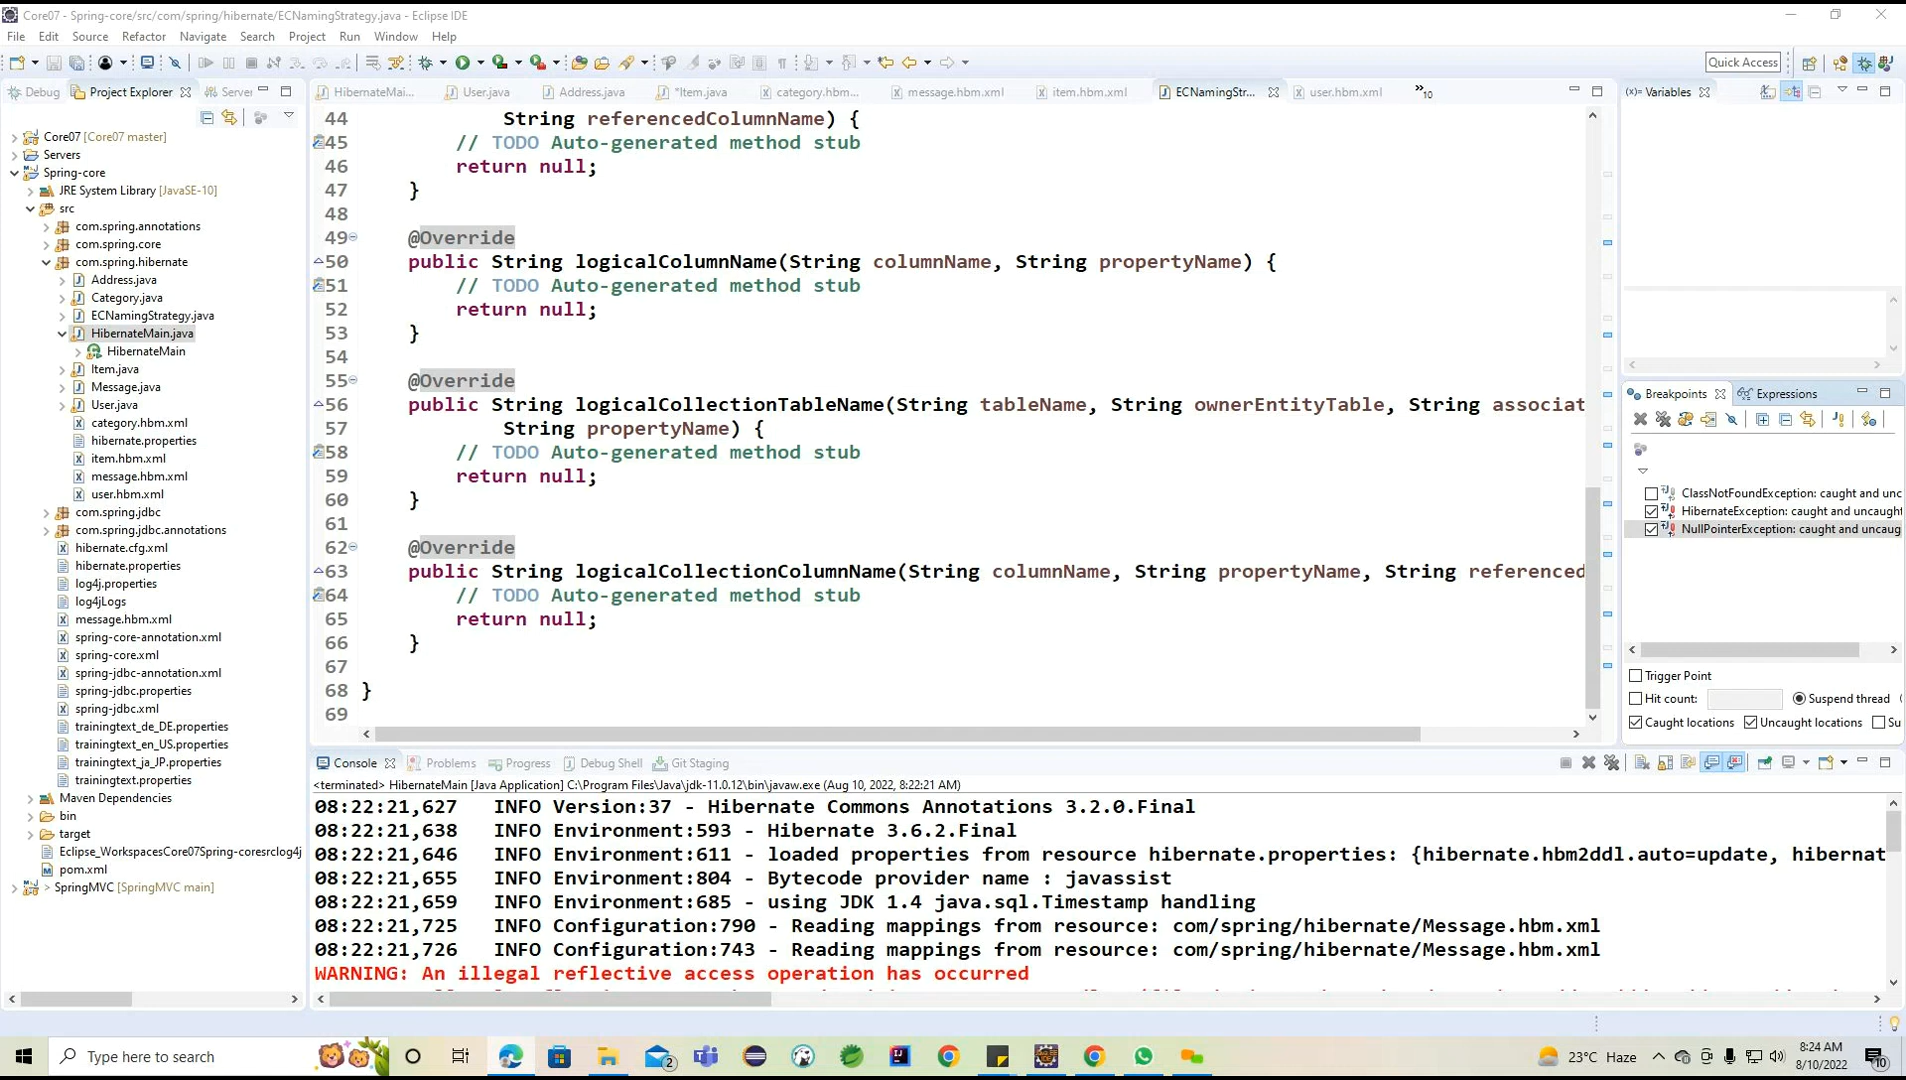 Core07 - Spring-core/src/com/spring/hibernate/ECNamingStrategy.java - Eclipse IDE
File Edit Source Refactor Navigate Search Project Run Window Help
Quick Access
Debug Project Explorer Server
HibernateMai... User.java Address.java *Item.java category.hbm... message.hbm.xml item.hbm.xml ECNamingStr... user.hbm.xml »10
(x)= Variables
Core07 [Core07 master]
Servers
Spring-core
JRE System Library [JavaSE-10]
src
com.spring.annotations
com.spring.core
com.spring.hibernate
Address.java
Category.java
ECNamingStrategy.java
HibernateMain.java
HibernateMain
Item.java
Message.java
User.java
category.hbm.xml
hibernate.properties
item.hbm.xml
message.hbm.xml
user.hbm.xml
com.spring.jdbc
com.spring.jdbc.annotations
hibernate.cfg.xml
hibernate.properties
log4j.properties
log4jLogs
message.hbm.xml
spring-core-annotation.xml
spring-core.xml
spring-jdbc-annotation.xml
spring-jdbc.properties
spring-jdbc.xml
trainingtext_de_DE.properties
trainingtext_en_US.properties
trainingtext_ja_JP.properties
trainingtext.properties
Maven Dependencies
bin
target
Eclipse_WorkspacesCore07Spring-coresrclog4j
pom.xml
> SpringMVC [SpringMVC main]
44 String referencedColumnName) {
45 // TODO Auto-generated method stub
46 return null;
47 }
48
49 @Override
50 public String logicalColumnName(String columnName, String propertyName) {
51 // TODO Auto-generated method stub
52 return null;
53 }
54
55 @Override
56 public String logicalCollectionTableName(String tableName, String ownerEntityTable, String associat
57 String propertyName) {
58 // TODO Auto-generated method stub
59 return null;
60 }
61
62 @Override
63 public String logicalCollectionColumnName(String columnName, String propertyName, String referenced
64 // TODO Auto-generated method stub
65 return null;
66 }
67
68 }
69
Breakpoints Expressions
ClassNotFoundException: caught and unc
HibernateException: caught and uncaught
NullPointerException: caught and uncaug
Trigger Point
Hit count: Suspend thread
Caught locations Uncaught locations Su
Console Problems Progress Debug Shell Git Staging
<terminated> HibernateMain [Java Application] C:\Program Files\Java\jdk-11.0.12\bin\javaw.exe (Aug 10, 2022, 8:22:21 AM)
08:22:21,627 INFO Version:37 - Hibernate Commons Annotations 3.2.0.Final
08:22:21,638 INFO Environment:593 - Hibernate 3.6.2.Final
08:22:21,646 INFO Environment:611 - loaded properties from resource hibernate.properties: {hibernate.hbm2ddl.auto=update, hibernat
08:22:21,655 INFO Environment:804 - Bytecode provider name : javassist
08:22:21,659 INFO Environment:685 - using JDK 1.4 java.sql.Timestamp handling
08:22:21,725 INFO Configuration:790 - Reading mappings from resource: com/spring/hibernate/Message.hbm.xml
08:22:21,726 INFO Configuration:743 - Reading mappings from resource: com/spring/hibernate/Message.hbm.xml
WARNING: An illegal reflective access operation has occurred
Type here to search
2
23°C Haze
8:24 AM
8/10/2022
10